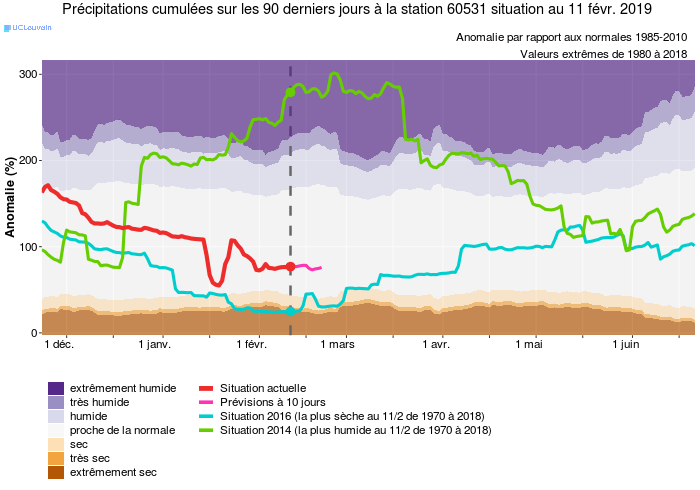 Précipitations cumulées sur les 90 derniers jours à la station 60531 situation au 11 févr. 2019
UCLouvain
Anomalie par rapport aux normales 1985-2010
Valeurs extrêmes de 1980 à 2018
Anomalie (%)
300
200
100
0
1 déc. 1 janv. 1 févr. 1 mars 1 avr. 1 mai 1 juin
extrêmement humide
très humide
humide
proche de la normale
sec
très sec
extrêmement sec
Situation actuelle
Prévisions à 10 jours
Situation 2016 (la plus sèche au 11/2 de 1970 à 2018)
Situation 2014 (la plus humide au 11/2 de 1970 à 2018)